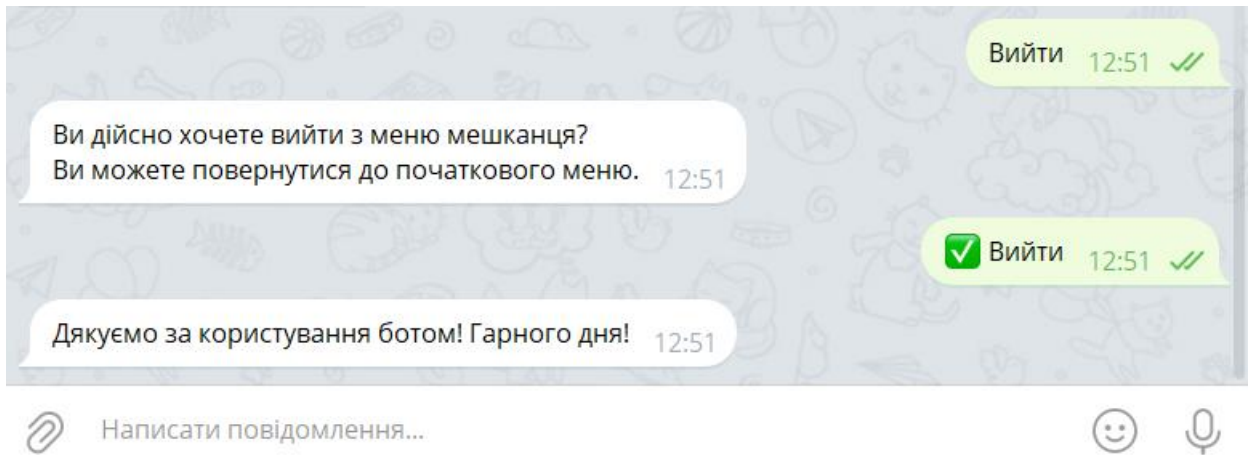 Вийти 12:51
Ви дійсно хочете вийти з меню мешканця?
Ви можете повернутися до початкового меню. 12:51
✅ Вийти 12:51
Дякуємо за користування ботом! Гарного дня! 12:51
Написати повідомлення...